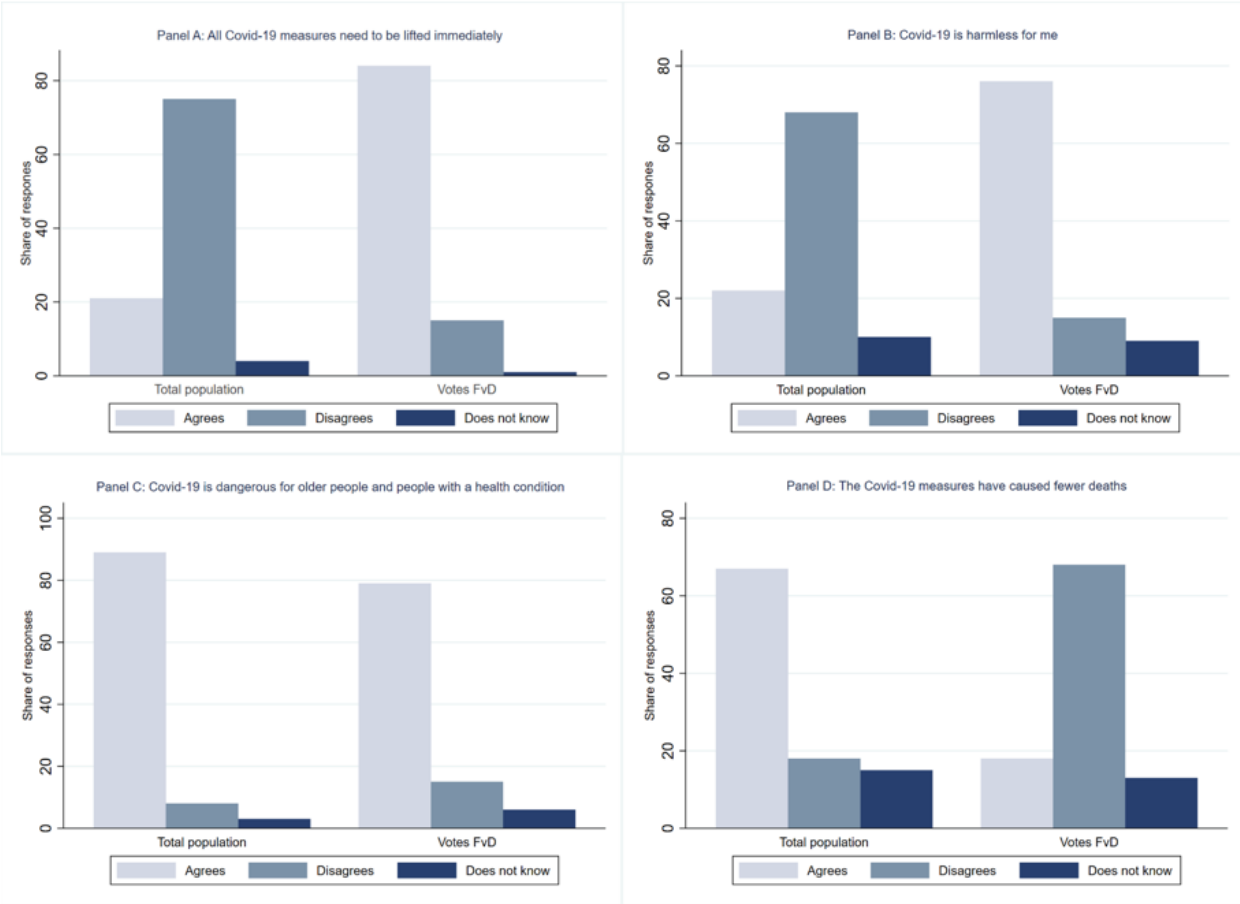 Panel A: All Covid-19 measures need to be lifted immediately
Share of respones
80
60
40
20
0
Total population
Votes FvD
Agrees
Disagrees
Does not know
Panel B: Covid-19 is harmless for me
Share of responses
80
60
40
20
0
Total population
Votes FvD
Agrees
Disagrees
Does not know
Panel C: Covid-19 is dangerous for older people and people with a health condition
Share of responses
100
80
60
40
20
0
Total population
Votes FvD
Agrees
Disagrees
Does not know
Panel D: The Covid-19 measures have caused fewer deaths
Share of responses
80
60
40
20
0
Total population
Votes FvD
Agrees
Disagrees
Does not know